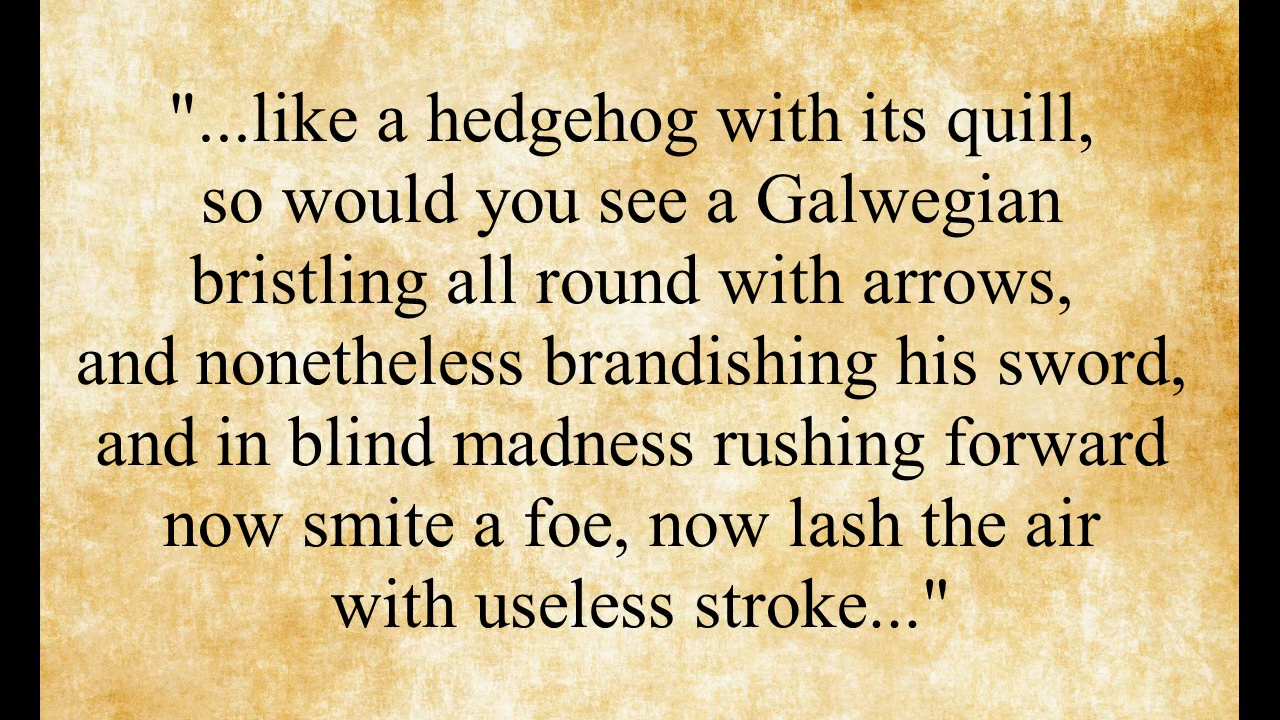 "...like a hedgehog with its quill,
so would you see a Galwegian
bristling all round with arrows,
and nonetheless brandishing his sword,
and in blind madness rushing forward
now smite a foe, now lash the air
with useless stroke..."